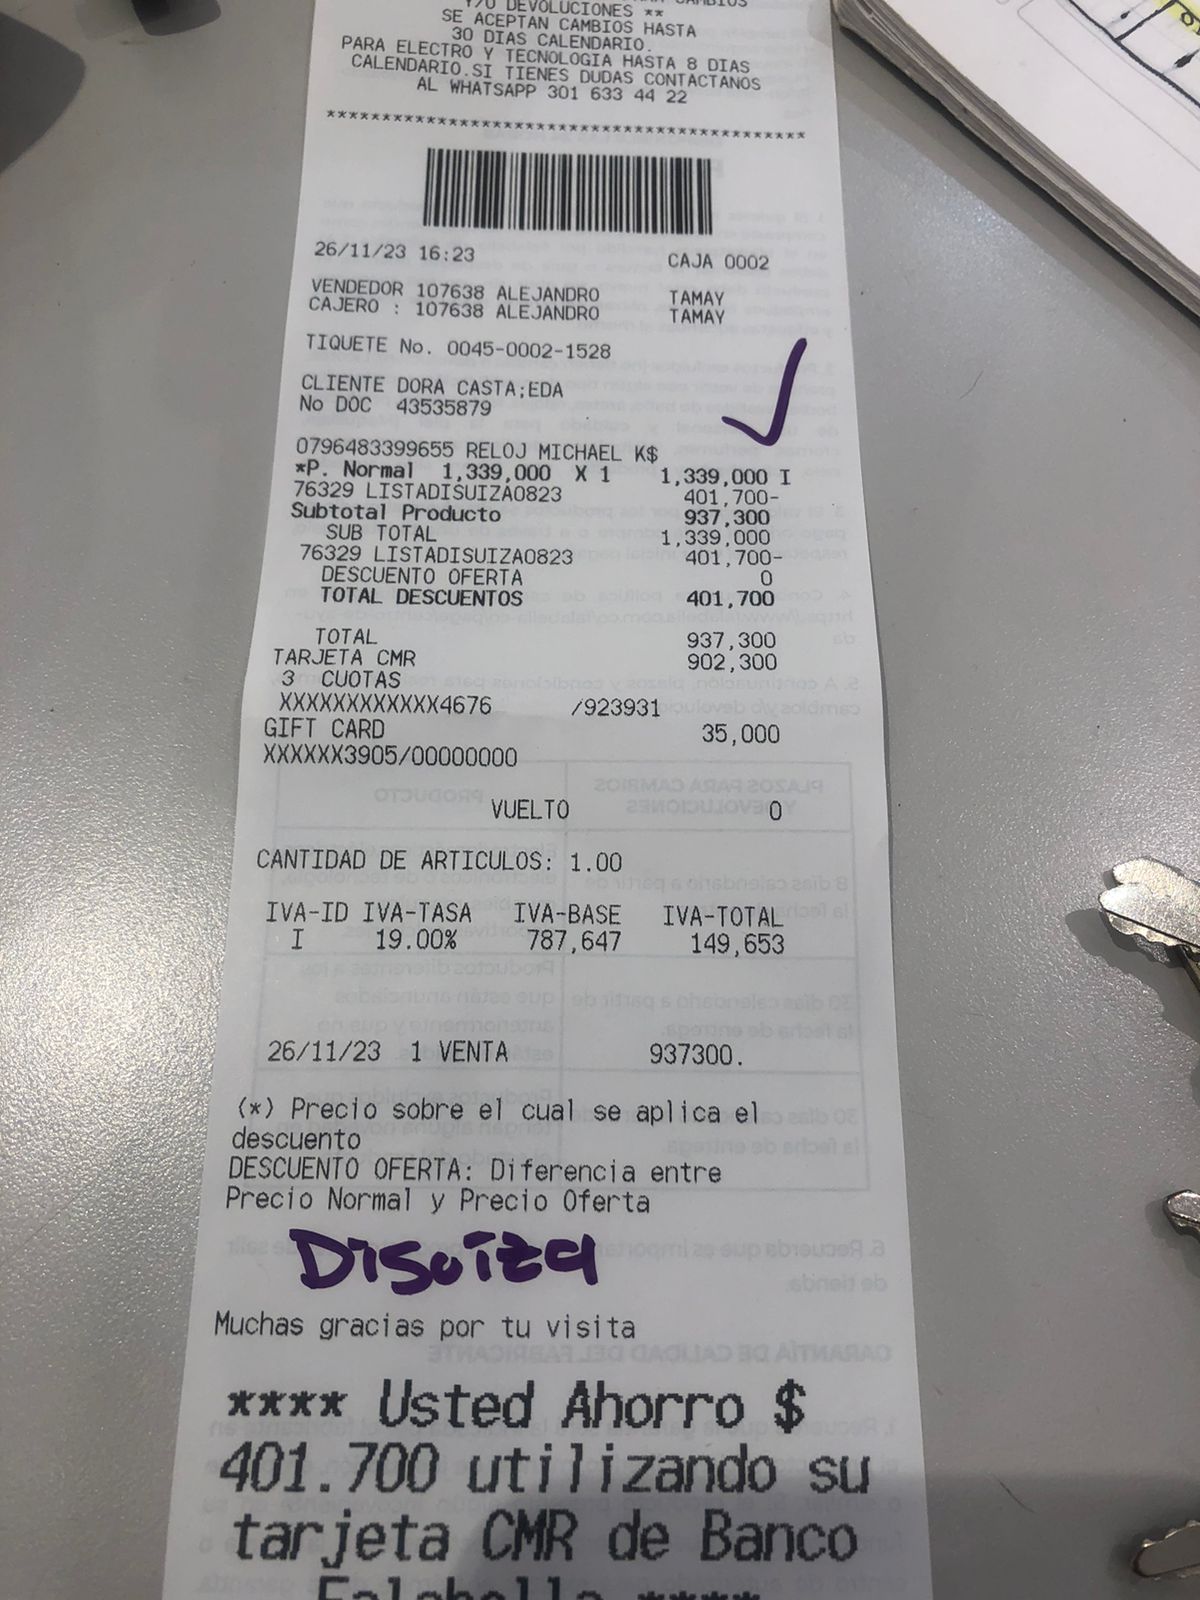 Y/O DEVOLUCIONES **
SE ACEPTAN CAMBIOS HASTA
30 DIAS CALENDARIO.
PARA ELECTRO Y TECNOLOGIA HASTA 8 DIAS
CALENDARIO.SI TIENES DUDAS CONTACTANOS
AL WHATSAPP 301 633 44 22
*******************************************
26/11/23 16:23 CAJA 0002
VENDEDOR 107638 ALEJANDRO TAMAY
CAJERO : 107638 ALEJANDRO TAMAY
TIQUETE No. 0045-0002-1528
CLIENTE DORA CASTA;EDA
No DOC 43535879
0796483399655 RELOJ MICHAEL K$
*P. Normal 1,339,000 X 1 1,339,000 I
76329 LISTADISUIZA0823 401,700-
Subtotal Producto 937,300
SUB TOTAL 1,339,000
76329 LISTADISUIZA0823 401,700-
DESCUENTO OFERTA 0
TOTAL DESCUENTOS 401,700
TOTAL 937,300
TARJETA CMR 902,300
3 CUOTAS
XXXXXXXXXXXX4676 /923931
GIFT CARD 35,000
XXXXXX3905/00000000
VUELTO 0
CANTIDAD DE ARTICULOS: 1.00
IVA-ID IVA-TASA IVA-BASE IVA-TOTAL
I 19.00% 787,647 149,653
26/11/23 1 VENTA 937300.
(*) Precio sobre el cual se aplica el
descuento
DESCUENTO OFERTA: Diferencia entre
Precio Normal y Precio Oferta
Disuiza
Muchas gracias por tu visita
**** Usted Ahorro $
401.700 utilizando su
tarjeta CMR de Banco
Falabella ****